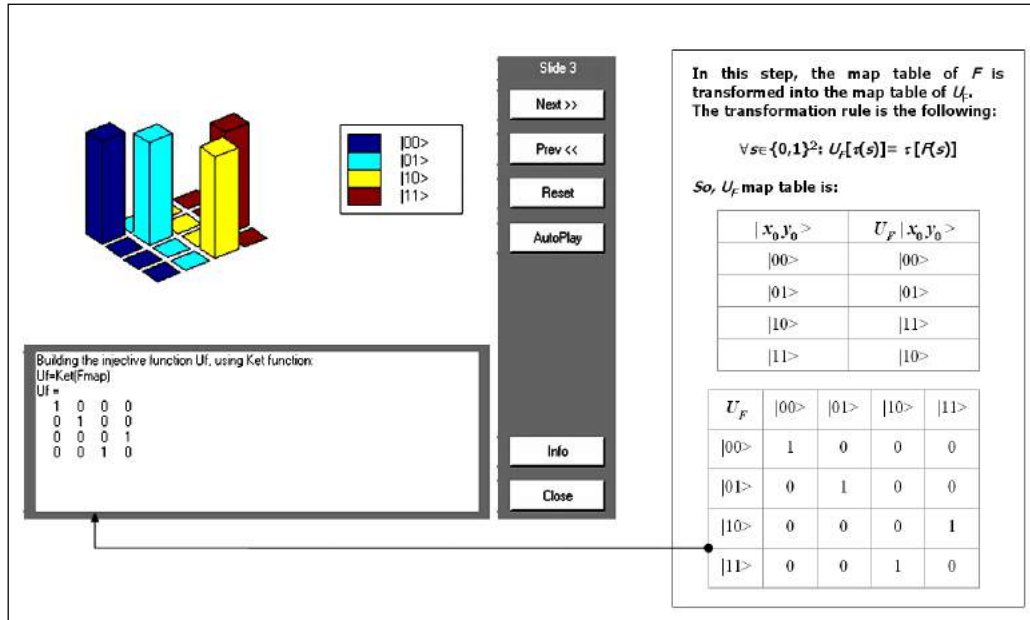 |00>
|01>
|10>
|11>
Building the injective function Uf, using Ket function:
Uf=Ket(Fmap)
Uf =
1 0 0 0
0 1 0 0
0 0 0 1
0 0 1 0
Slide 3
Next >>
Prev <<
Reset
AutoPlay
Info
Close
In this step, the map table of F is
transformed into the map table of U_F.
The transformation rule is the following:
∀s∈{0,1}²: U_F[τ(s)]= τ[F(s)]
So, U_F map table is:
|x₀y₀> U_F|x₀y₀>
|00> |00>
|01> |01>
|10> |11>
|11> |10>
U_F |00> |01> |10> |11>
|00> 1 0 0 0
|01> 0 1 0 0
|10> 0 0 0 1
|11> 0 0 1 0